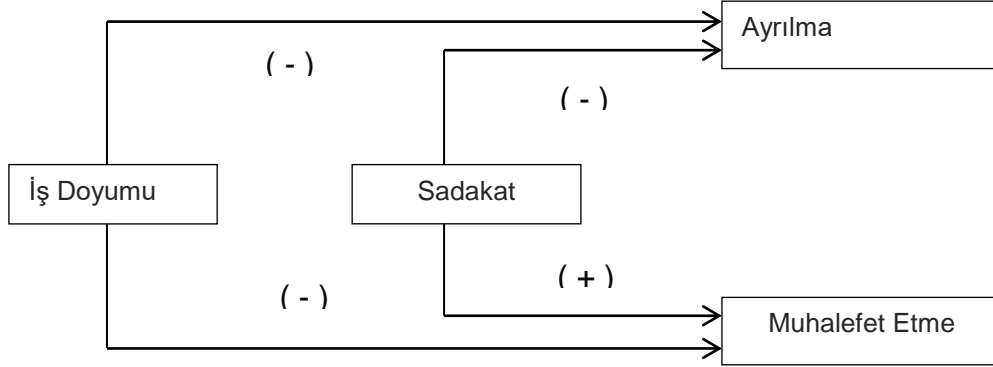 Ayrılma
( - )
( - )
İş Doyumu
Sadakat
( + )
( - )
Muhalefet Etme